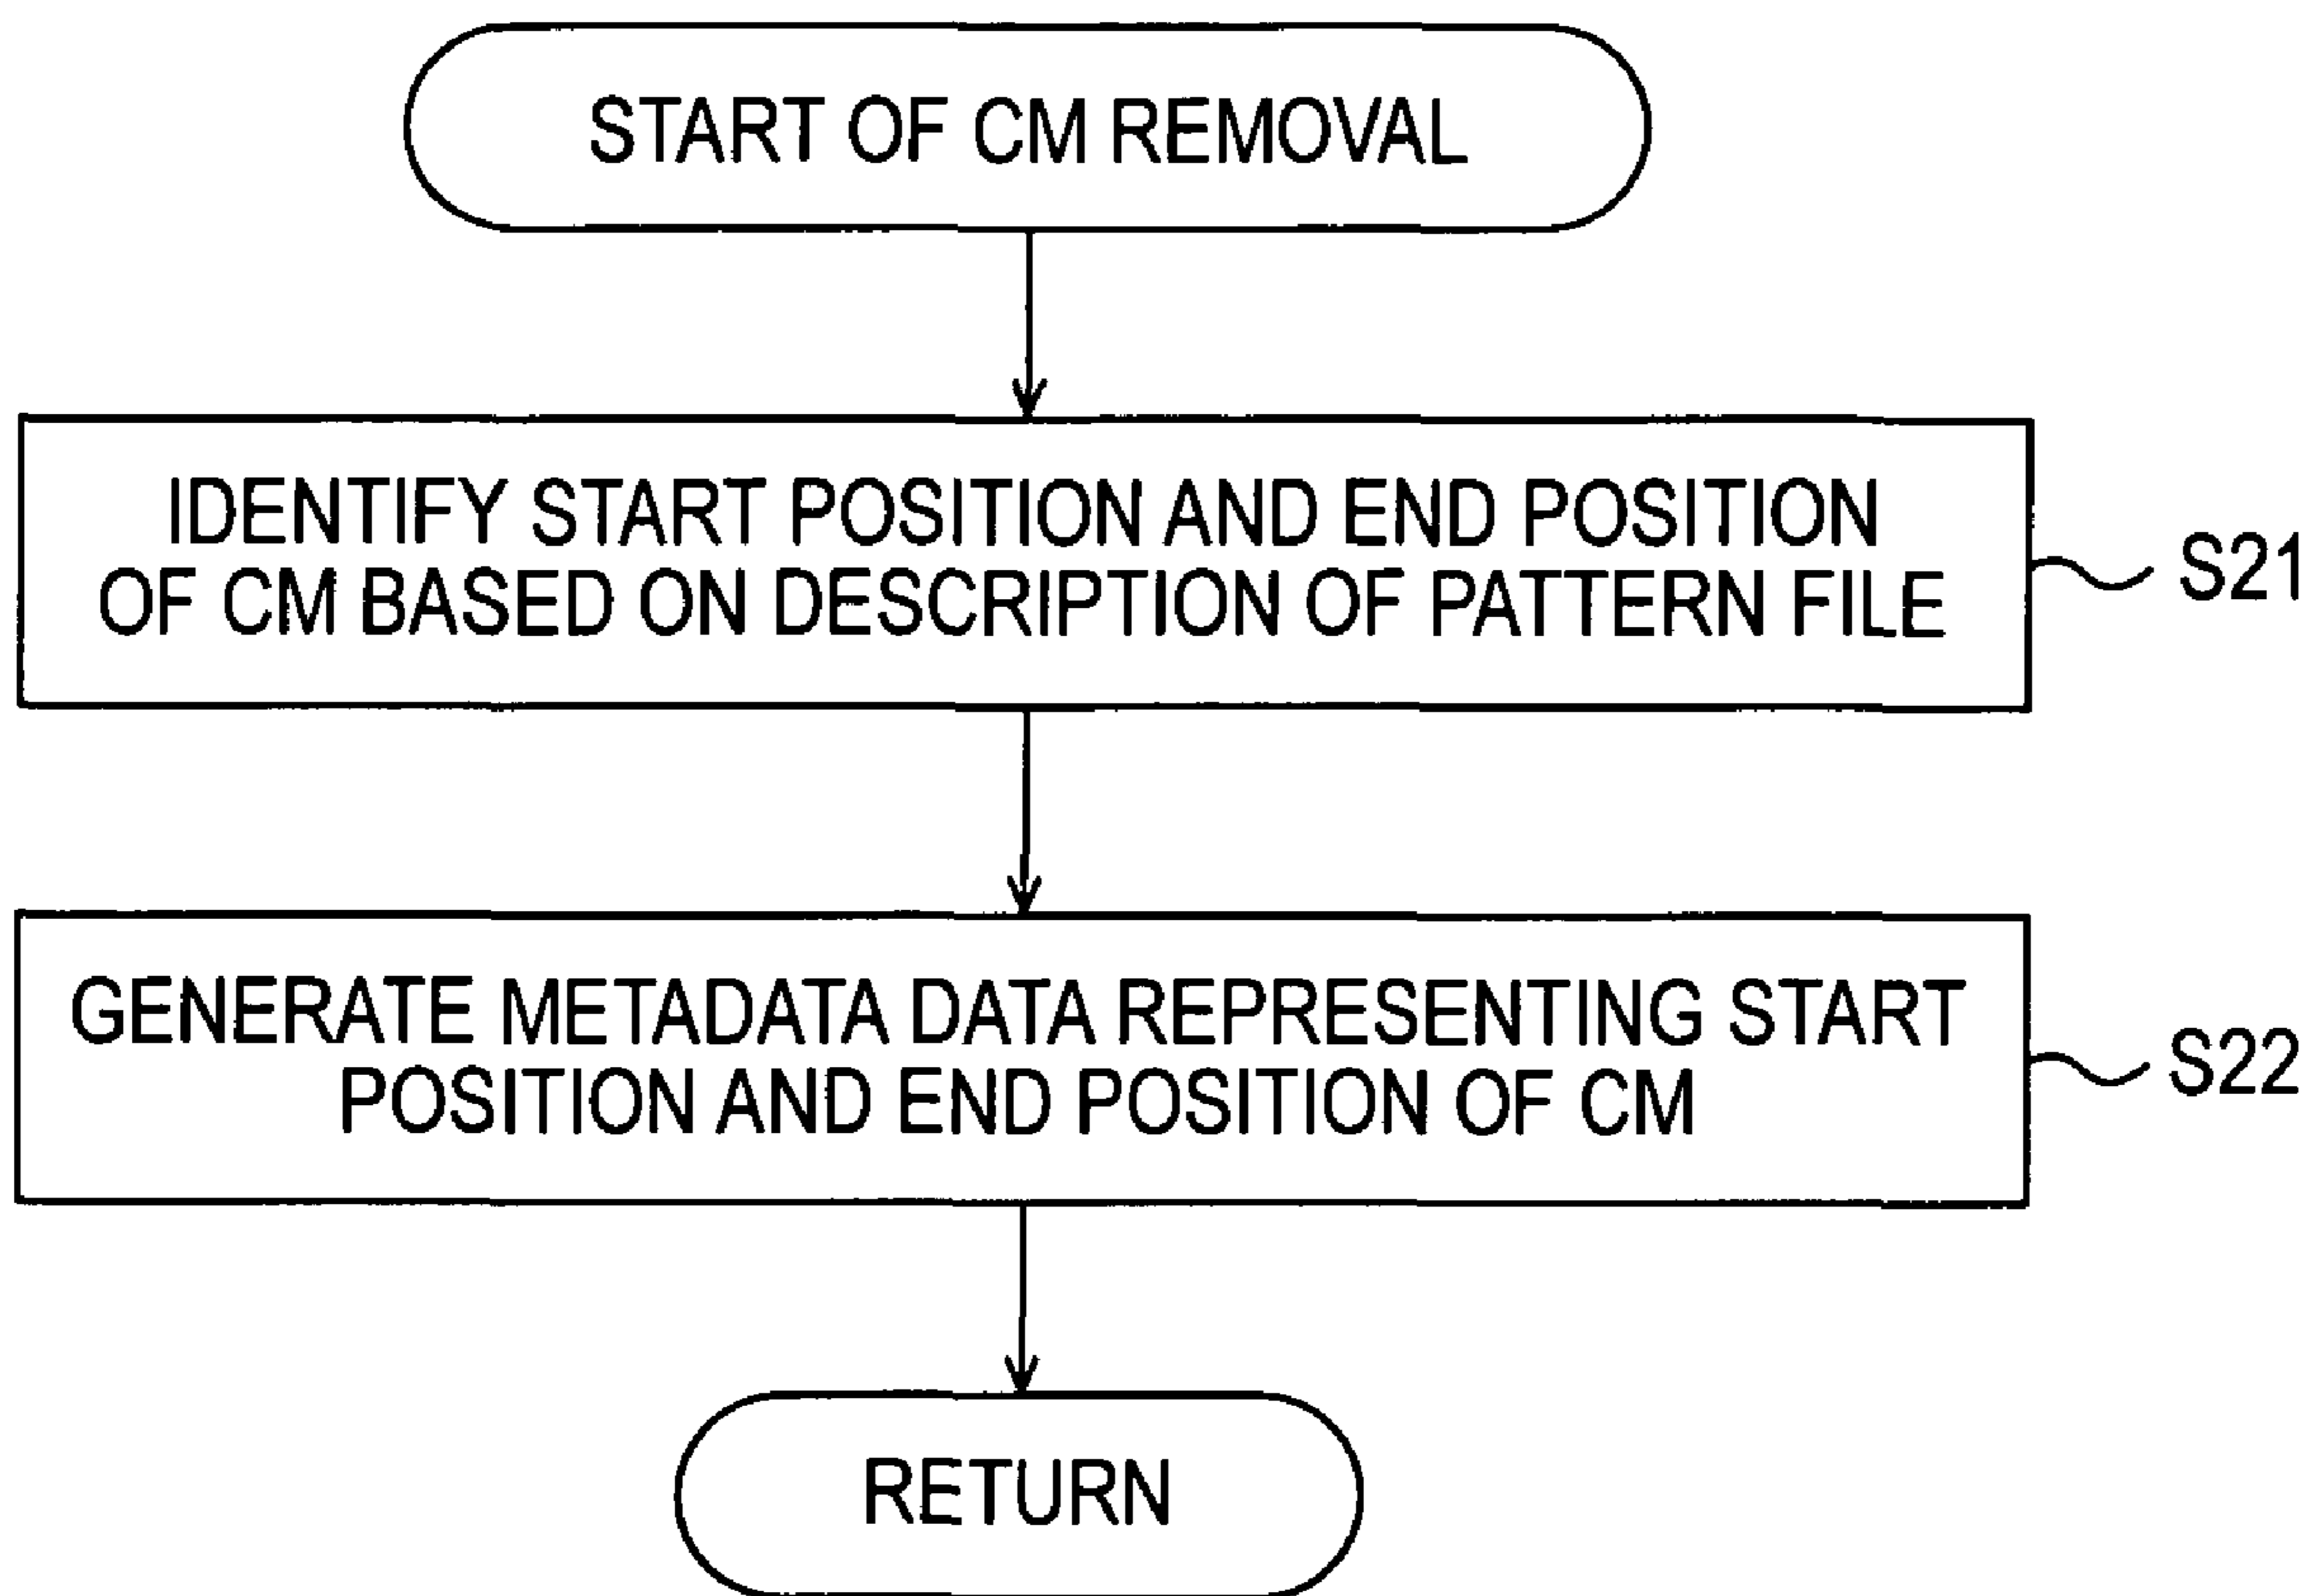 START OF CM REMOVAL
IDENTIFY START POSITION AND END POSITION
OF CM BASED ON DESCRIPTION OF PATTERN FILE
S21
GENERATE METADATA DATA REPRESENTING START
POSITION AND END POSITION OF CM
S22
RETURN